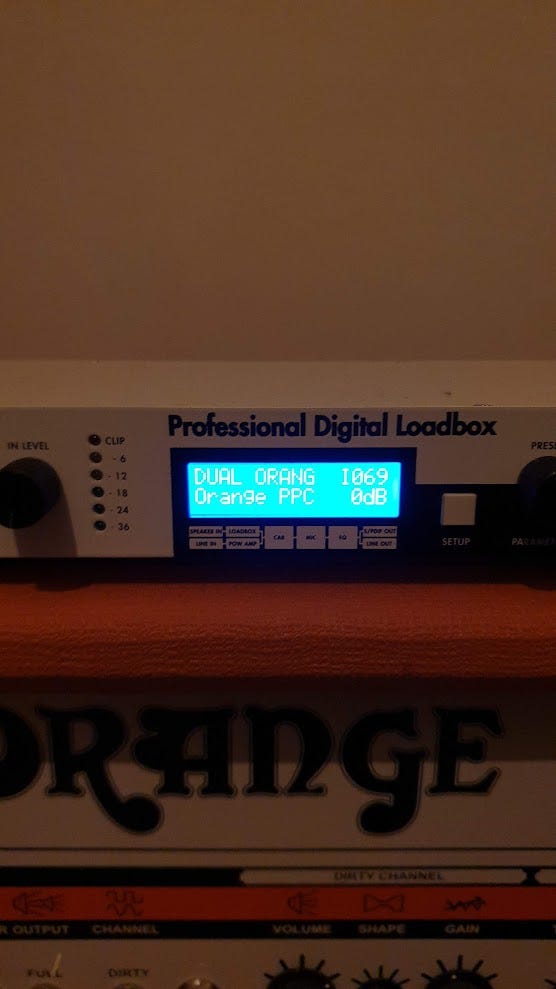 Professional Digital Loadbox
IN LEVEL
CLIP
- 6
- 12
- 18
- 24
- 36
DUAL ORANG I069
Orange PPC 0dB
SPEAKER IN LOADBOX CAB MIC EQ S/PDIF OUT
LINE IN POW AMP LINE OUT
SETUP
ORANGE
DIRTY CHANNEL
OUTPUT CHANNEL VOLUME SHAPE GAIN
FULL DIRTY